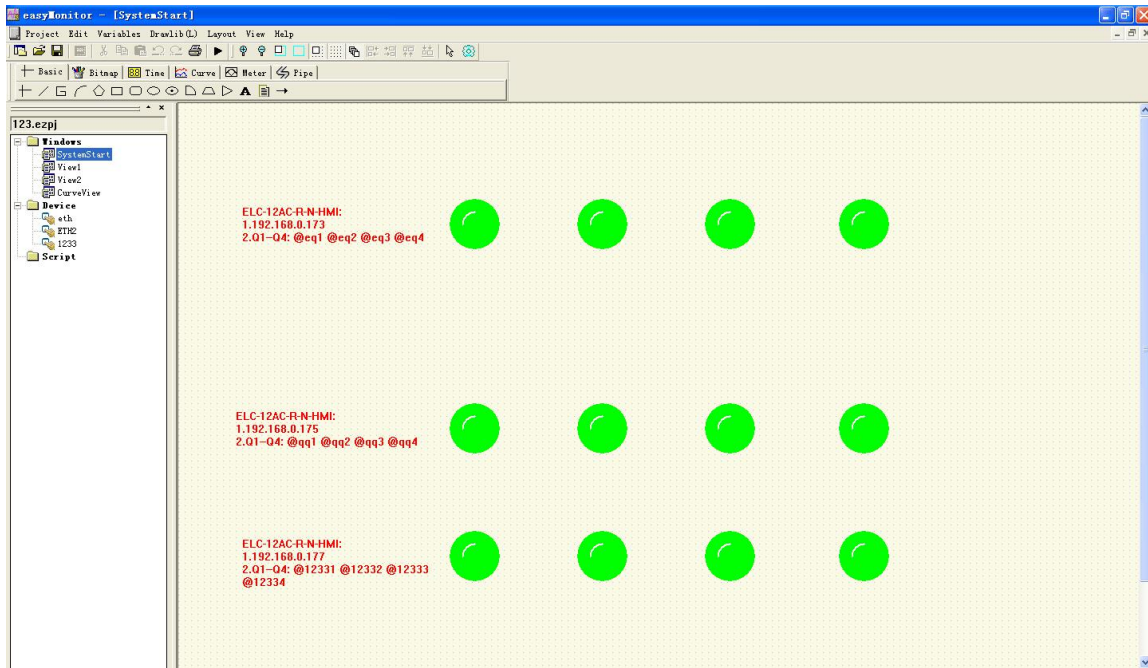 easyMonitor - [SystemStart]
Project Edit Variables Drawlib(L) Layout View Help
Basic Bitmap 88 Time Curve Meter Pipe
A
123.ezpj
Windows
SystemStart
View1
View2
CurveView
Device
eth
ETH2
1233
Script
ELC-12AC-R-N-HMI:
1.192.168.0.173
2.Q1-Q4: @eq1 @eq2 @eq3 @eq4
ELC-12AC-R-N-HMI:
1.192.168.0.175
2.Q1-Q4: @qq1 @qq2 @qq3 @qq4
ELC-12AC-R-N-HMI:
1.192.168.0.177
2.Q1-Q4: @12331 @12332 @12333
@12334